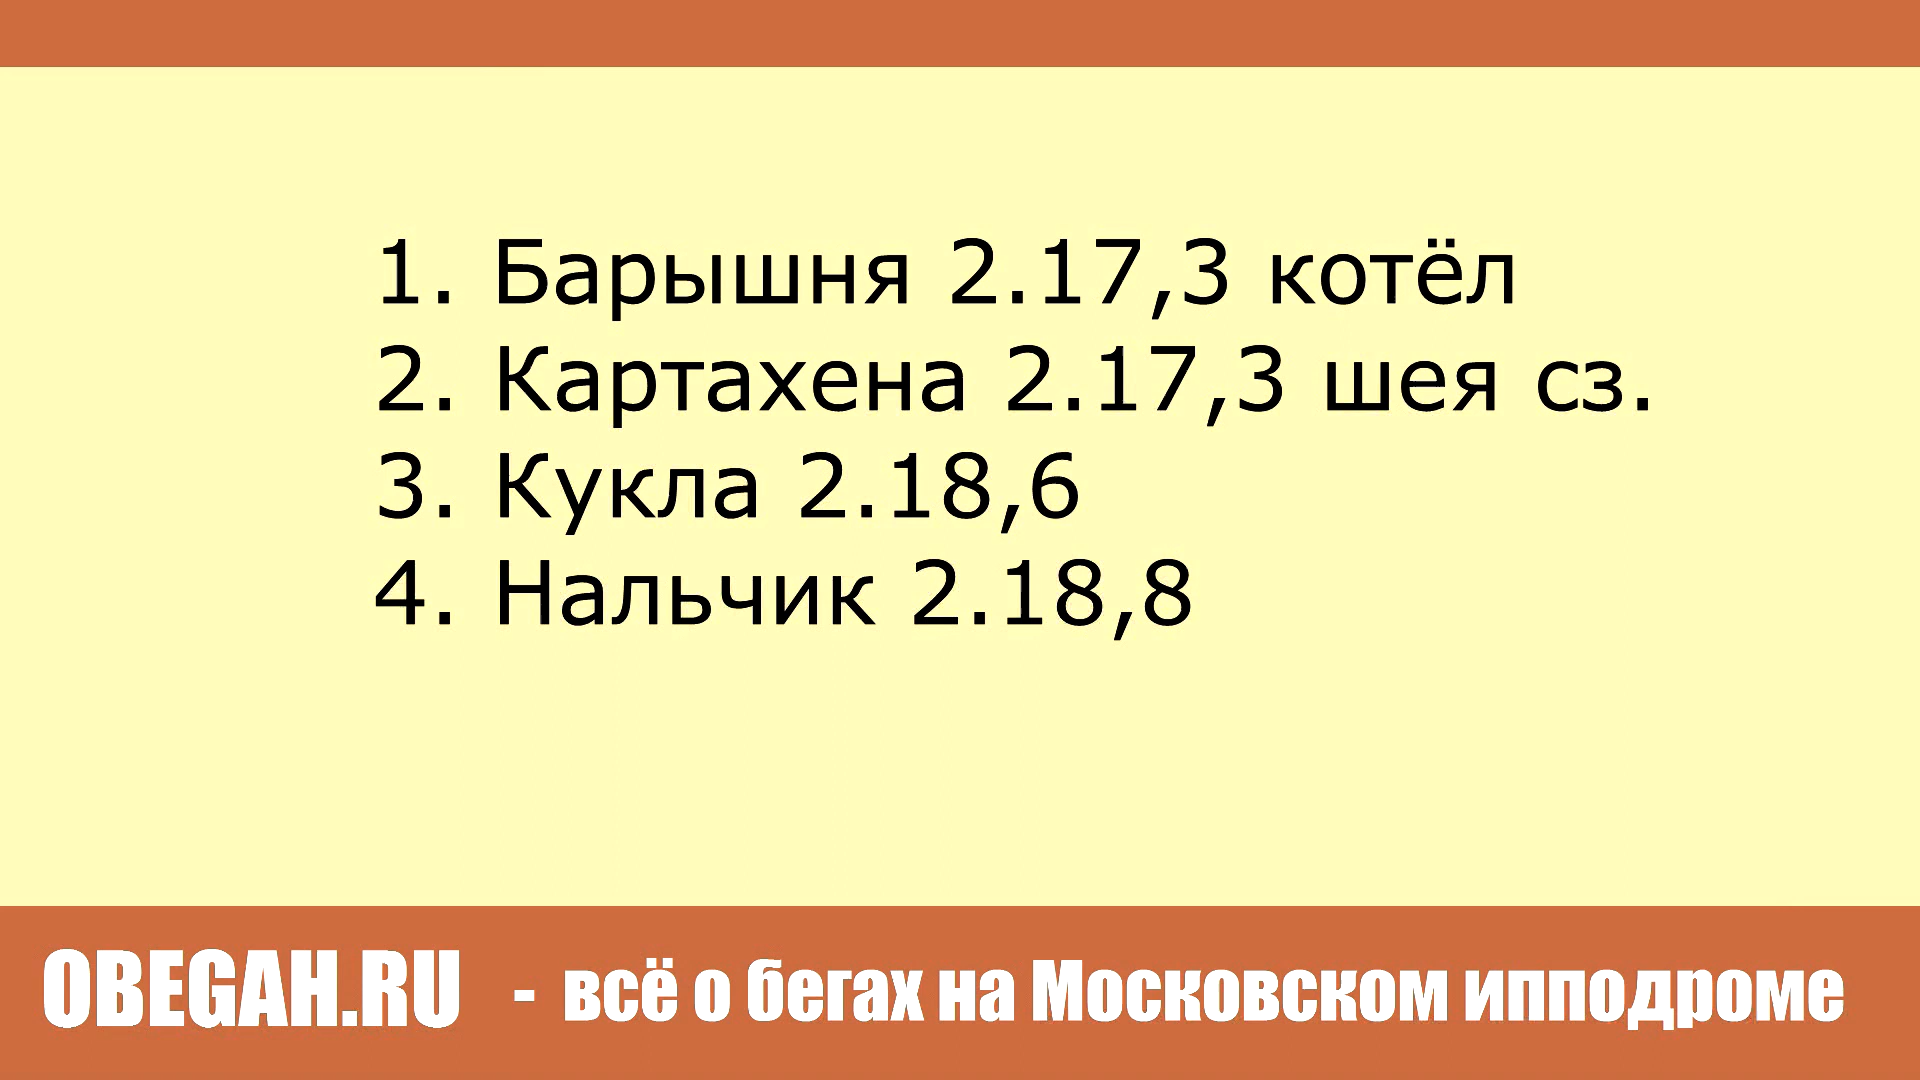 1. Барышня 2.17,3 котёл
2. Картахена 2.17,3 шея сз.
3. Кукла 2.18,6
4. Нальчик 2.18,8
OBEGAH.RU - всё о бегах на Московском ипподроме